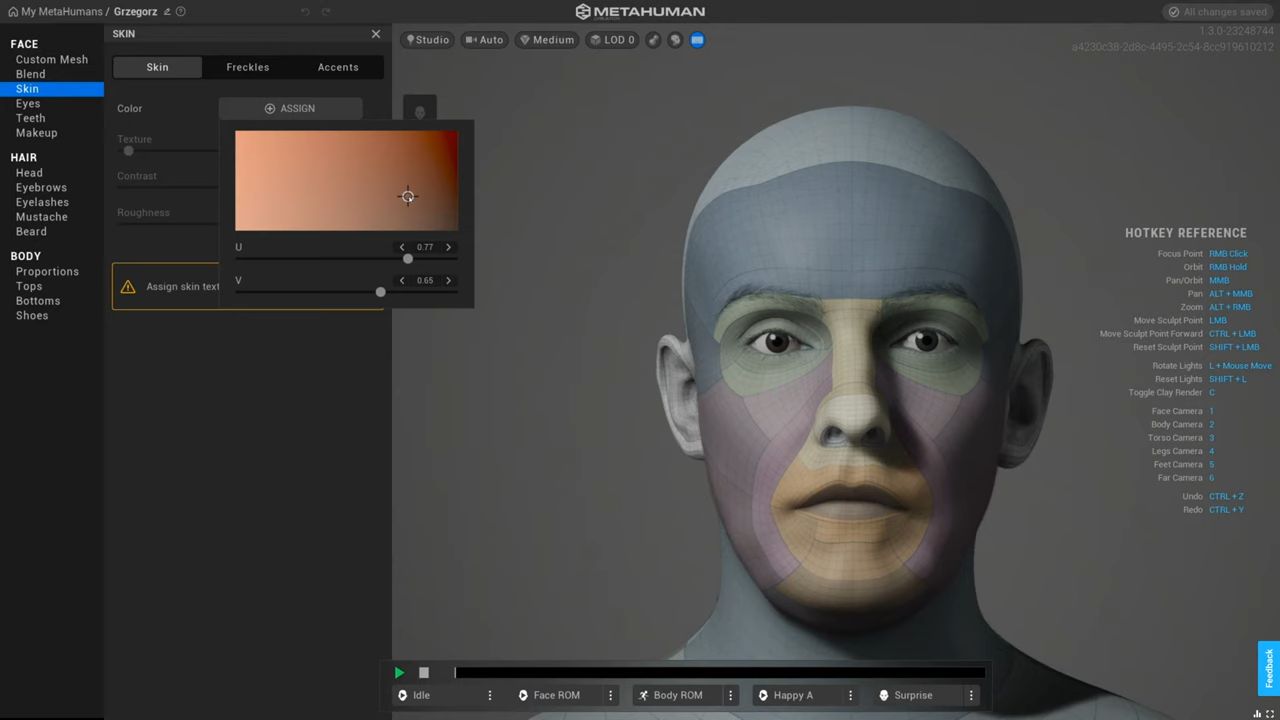 My MetaHumans / Grzegorz
METAHUMAN
All changes saved
1.3.0-23248744
a4230c38-2d8c-4495-2c54-8cc919610212
FACE
Custom Mesh
Blend
Skin
Eyes
Teeth
Makeup
HAIR
Head
Eyebrows
Eyelashes
Mustache
Beard
BODY
Proportions
Tops
Bottoms
Shoes
SKIN
Skin
Freckles
Accents
Color
ASSIGN
Texture
Contrast
Roughness
U
0.77
V
0.65
Assign skin text
Studio
Auto
Medium
LOD 0
HOTKEY REFERENCE
Focus Point RMB Click
Orbit RMB Hold
Pan/Orbit MMB
Pan ALT + MMB
Zoom ALT + RMB
Move Sculpt Point LMB
Move Sculpt Point Forward CTRL + LMB
Reset Sculpt Point SHIFT + LMB
Rotate Lights L + Mouse Move
Reset Lights SHIFT + L
Toggle Clay Render C
Face Camera 1
Body Camera 2
Torso Camera 3
Legs Camera 4
Feet Camera 5
Far Camera 6
Undo CTRL + Z
Redo CTRL + Y
Idle
Face ROM
Body ROM
Happy A
Surprise
Feedback